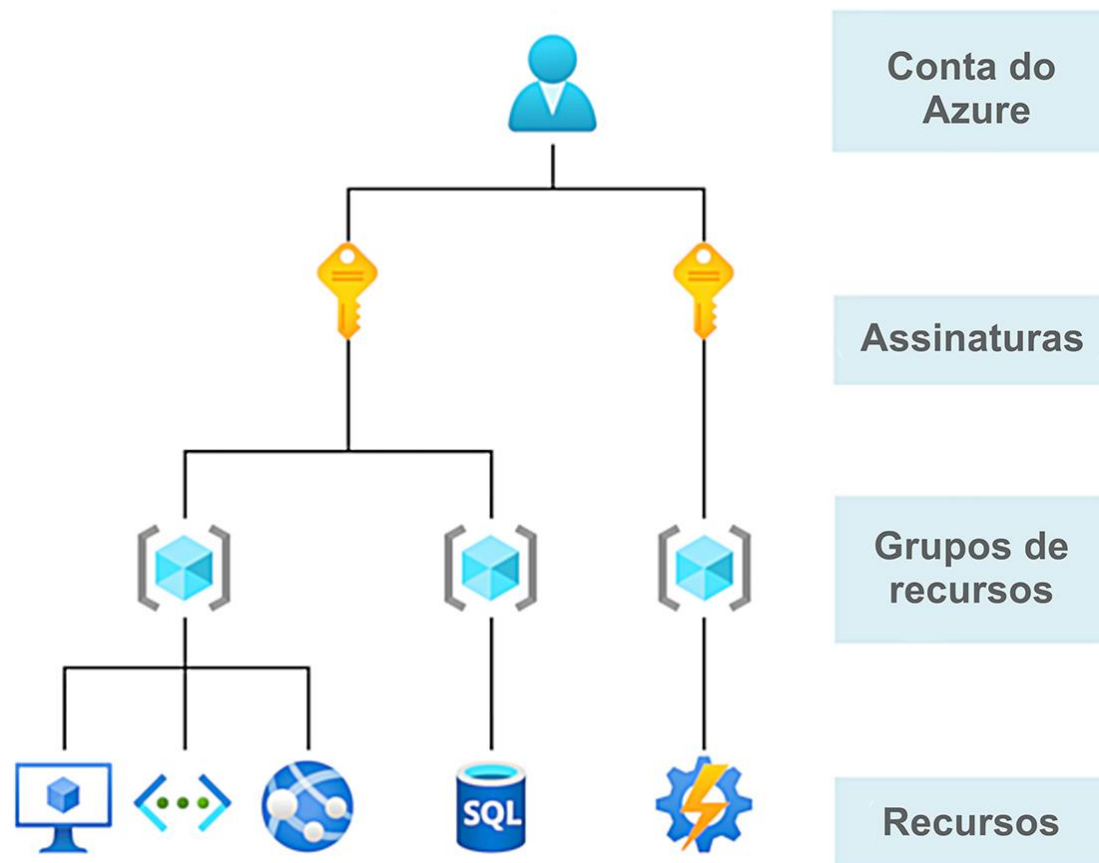 Conta do
Azure
Assinaturas
Grupos de
recursos
SQL
Recursos